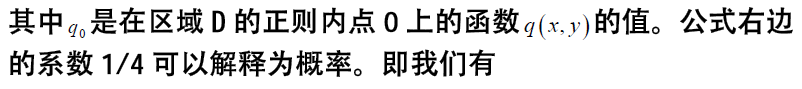 其中q₀是在区域 D 的正则内点 0 上的函数q(x,y)的值。公式右边
的系数 1/4 可以解释为概率。即我们有